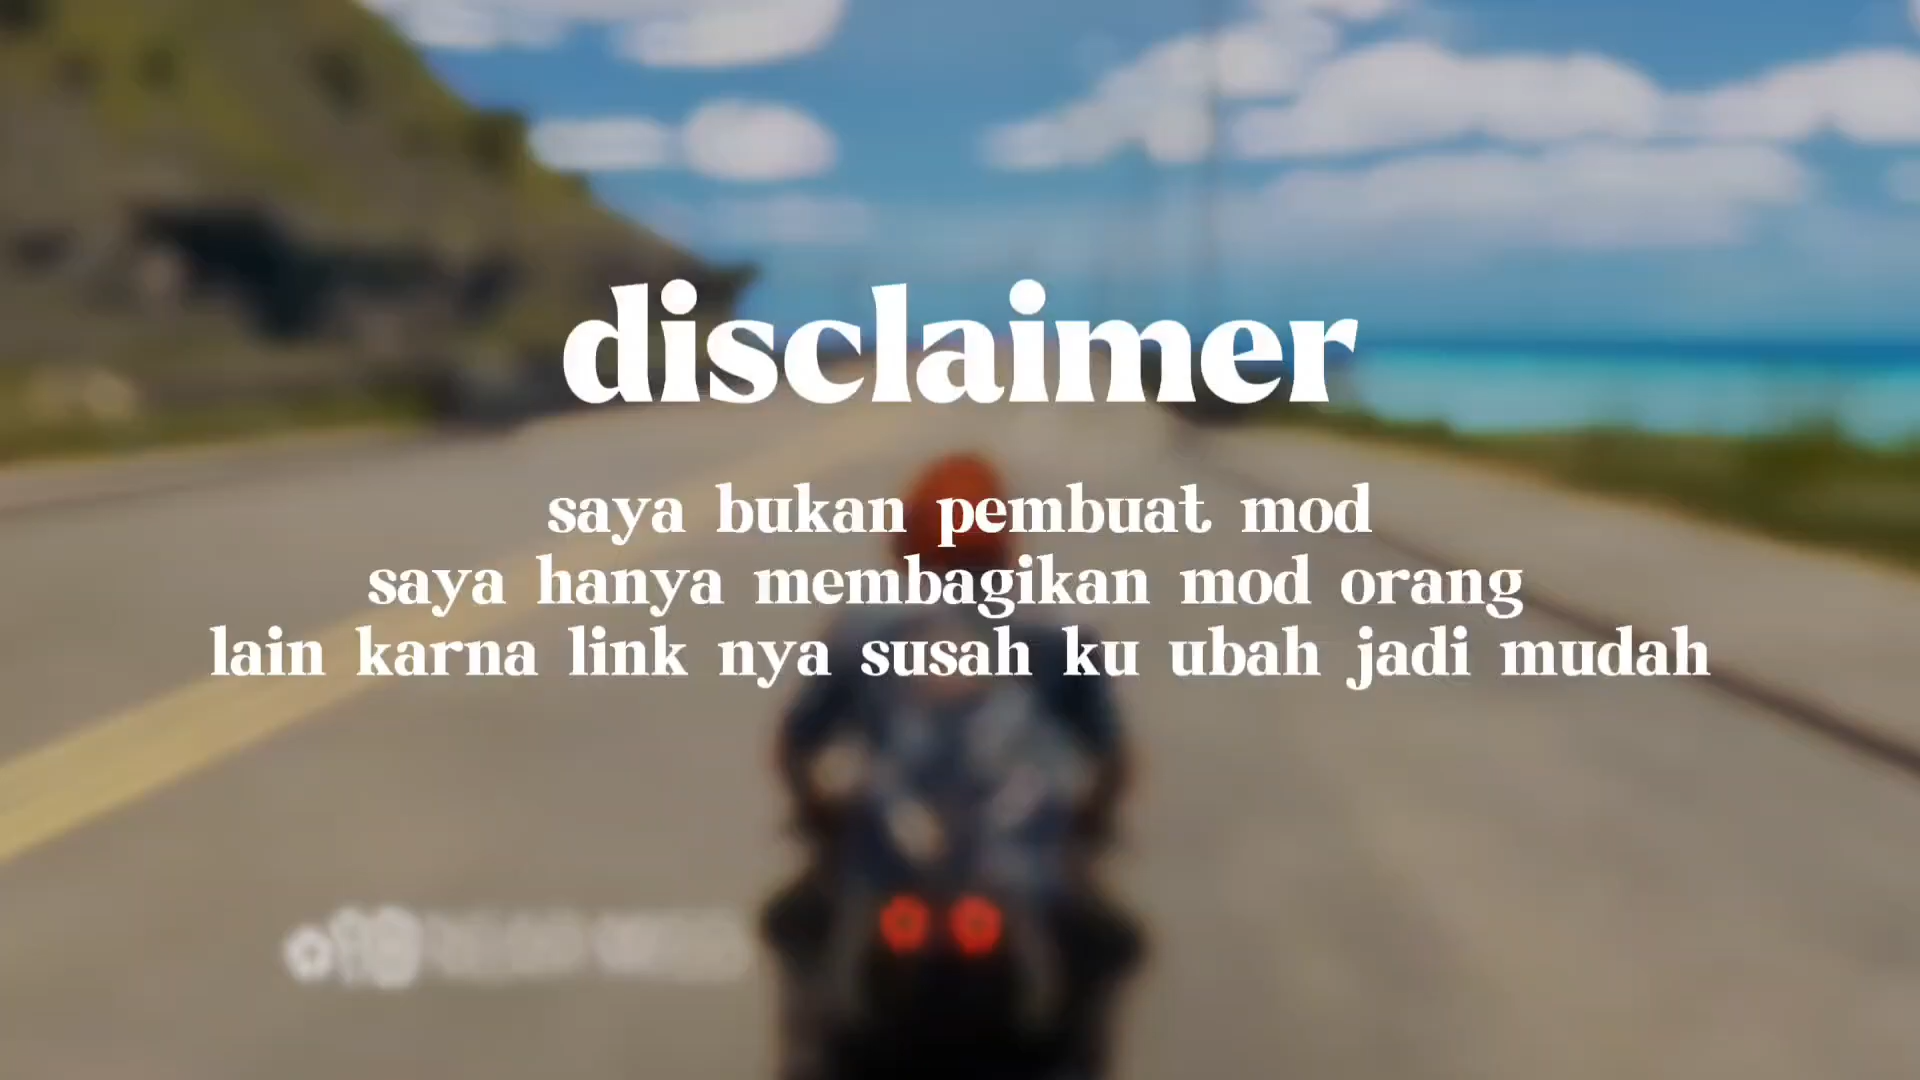 disclaimer
saya bukan pembuat mod
saya hanya membagikan mod orang
lain karna link nya susah ku ubah jadi mudah